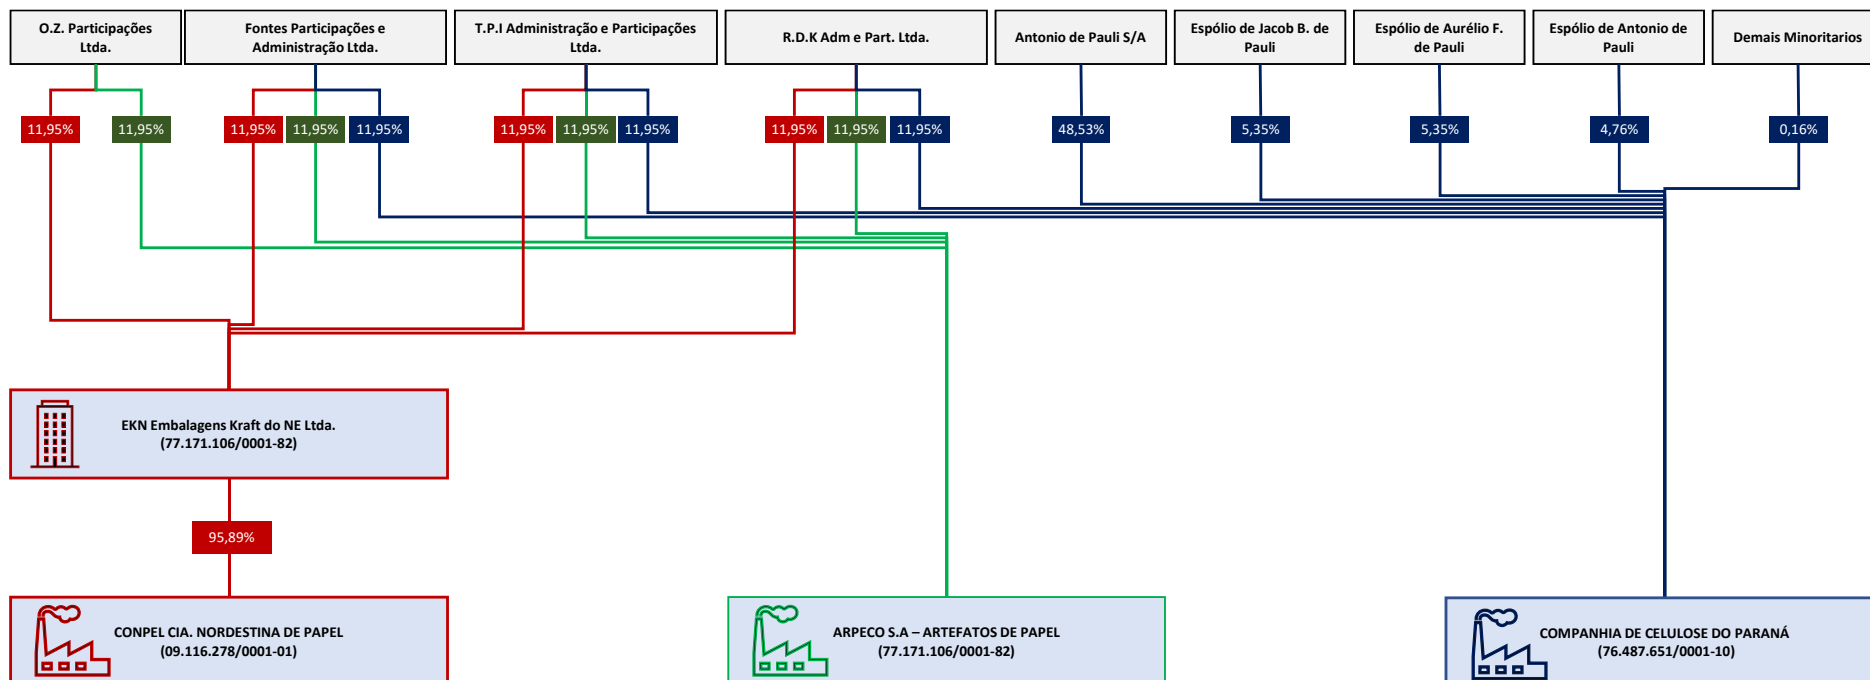 O.Z. Participações
Ltda.
Fontes Participações e
Administração Ltda.
T.P.I Administração e Participações
Ltda.
R.D.K Adm e Part. Ltda.
Antonio de Pauli S/A
Espólio de Jacob B. de
Pauli
Espólio de Aurélio F.
de Pauli
Espólio de Antonio de
Pauli
Demais Minoritarios
11,95%
11,95%
11,95%
11,95%
11,95%
11,95%
11,95%
11,95%
11,95%
11,95%
11,95%
48,53%
5,35%
5,35%
4,76%
0,16%
EKN Embalagens Kraft do NE Ltda.
(77.171.106/0001-82)
95,89%
CONPEL CIA. NORDESTINA DE PAPEL
(09.116.278/0001-01)
ARPECO S.A – ARTEFATOS DE PAPEL
(77.171.106/0001-82)
COMPANHIA DE CELULOSE DO PARANÁ
(76.487.651/0001-10)